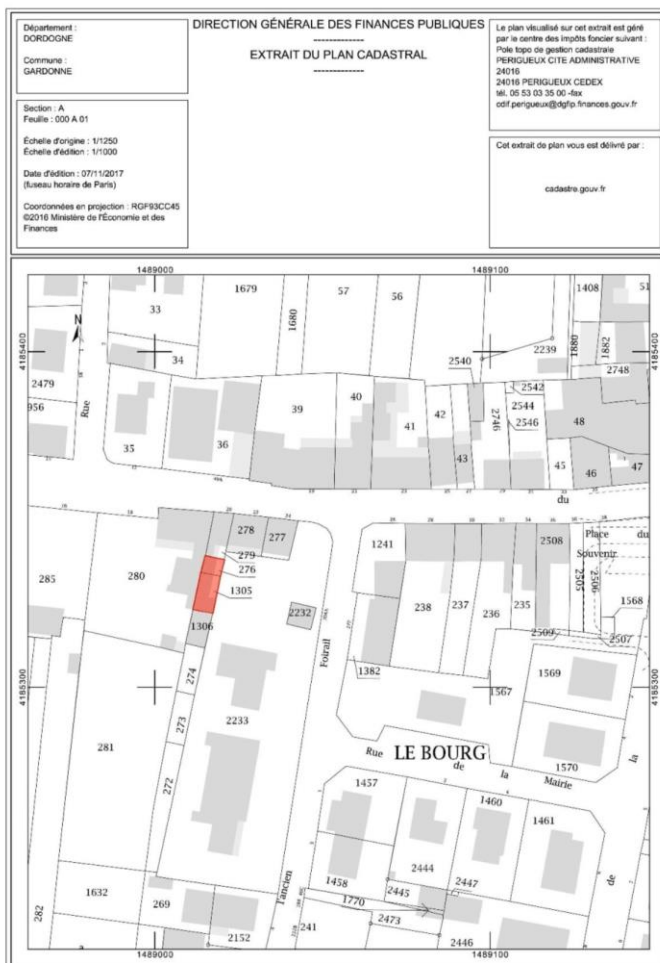 Département :
DORDOGNE
Commune :
GARDONNE
Section : A
Feuille : 000 A 01
Échelle d'origine : 1/1250
Échelle d'édition : 1/1000
Date d'édition : 07/11/2017
(fuseau horaire de Paris)
Coordonnées en projection : RGF93CC45
©2016 Ministère de l'Économie et des
Finances
DIRECTION GÉNÉRALE DES FINANCES PUBLIQUES
-------------
EXTRAIT DU PLAN CADASTRAL
-------------
Le plan visualisé sur cet extrait est géré
par le centre des impôts foncier suivant :
Pole topo de gestion cadastrale
PERIGUEUX CITE ADMINISTRATIVE
24016
24016 PERIGUEUX CEDEX
tél. 05 53 03 35 00 -fax
cdif.perigueux@dgfip.finances.gouv.fr
Cet extrait de plan vous est délivré par :
cadastre.gouv.fr
1489000
1489100
1679
57
56
1408
51
33
1680
N
34
2239
1880
1882
4185400
4185400
2540
2748
2479
2542
2544
2546
956
Rue
39
40
41
42
2746
48
35
36
43
45
46
47
du
278
277
2508
Place du
Souvenir
1241
279
276
285
280
1305
238
237
236
235
2505
2506
1568
2232
1306
2509
2507
Foirail
274
1382
1567
1569
4185300
4185300
273
2233
281
Rue
LE BOURG
de
la
Mairie
1570
la
272
1457
1460
1461
2444
1458
2445
2447
de
1632
269
l'ancien
1770
282
2473
241
2152
2446
1489000
1489100